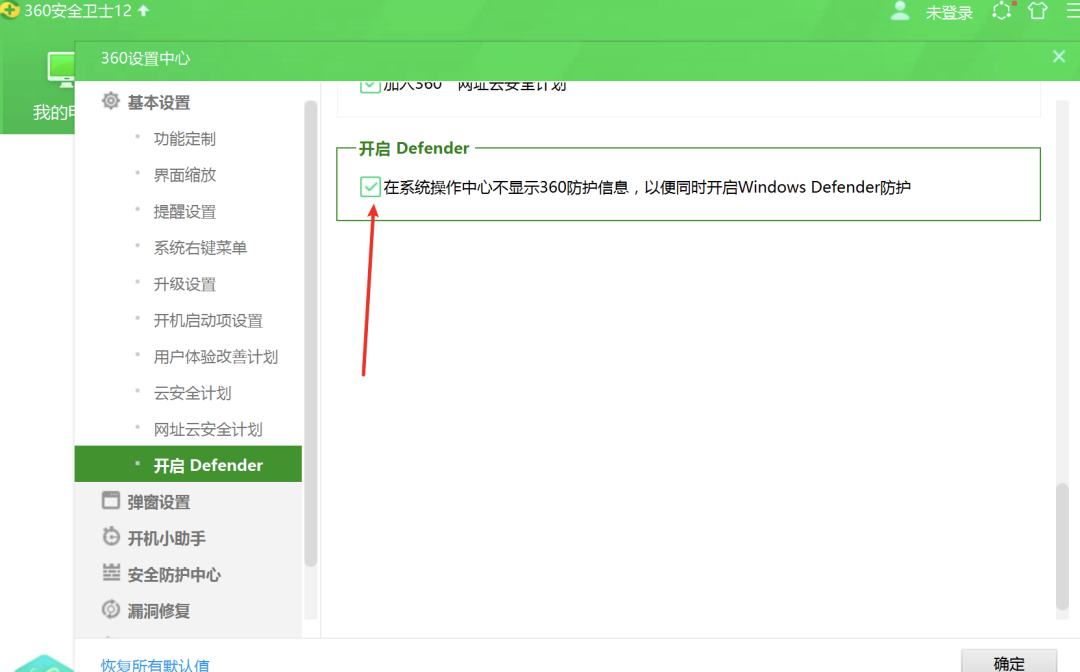 360安全卫士12
未登录
360设置中心
我的电
基本设置
功能定制
界面缩放
提醒设置
系统右键菜单
升级设置
开机启动项设置
用户体验改善计划
云安全计划
网址云安全计划
开启 Defender
弹窗设置
开机小助手
安全防护中心
漏洞修复
加入360 网址云安全计划
开启 Defender
在系统操作中心不显示360防护信息，以便同时开启Windows Defender防护
恢复所有默认值
确定